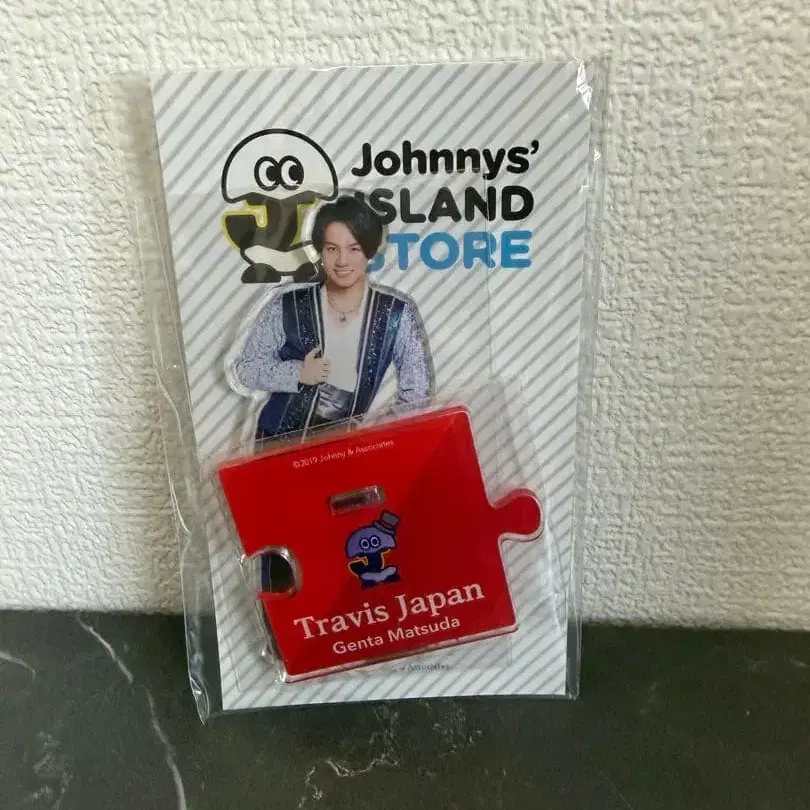 Johnnys'
ISLAND
STORE
©2019 Johnny & Associates
Travis Japan
Genta Matsuda